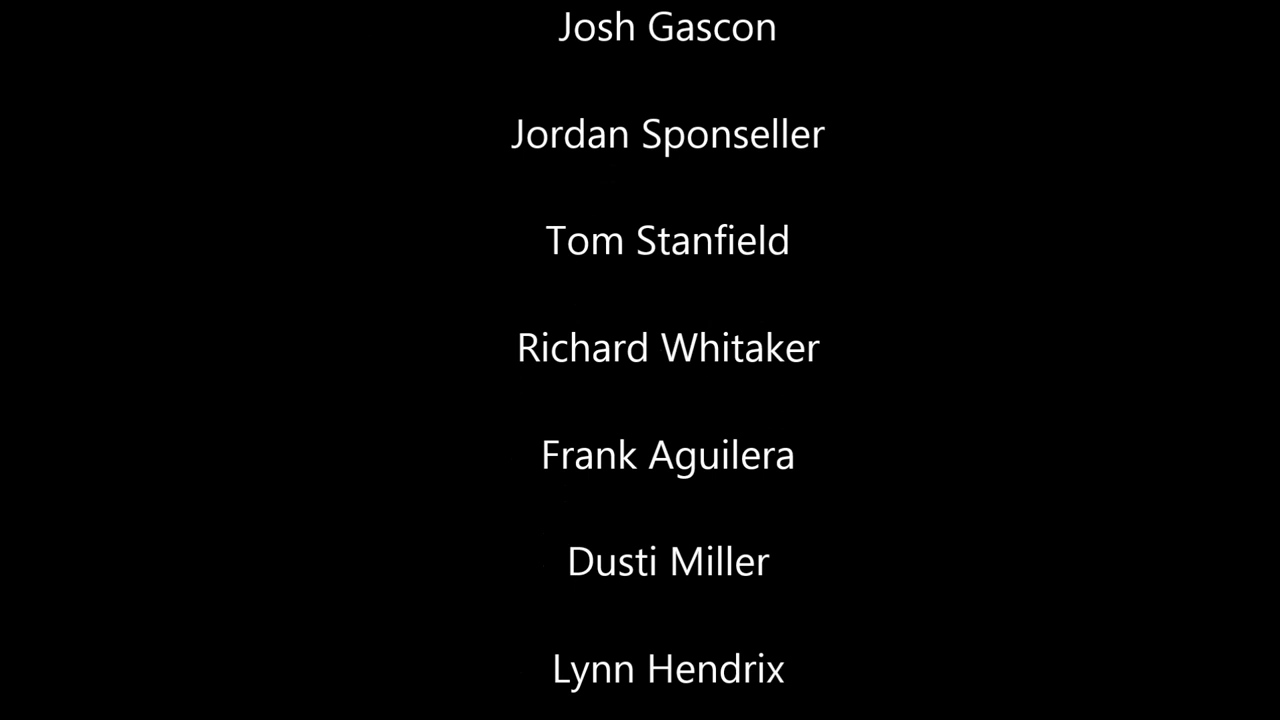 Josh Gascon
Jordan Sponseller
Tom Stanfield
Richard Whitaker
Frank Aguilera
Dusti Miller
Lynn Hendrix